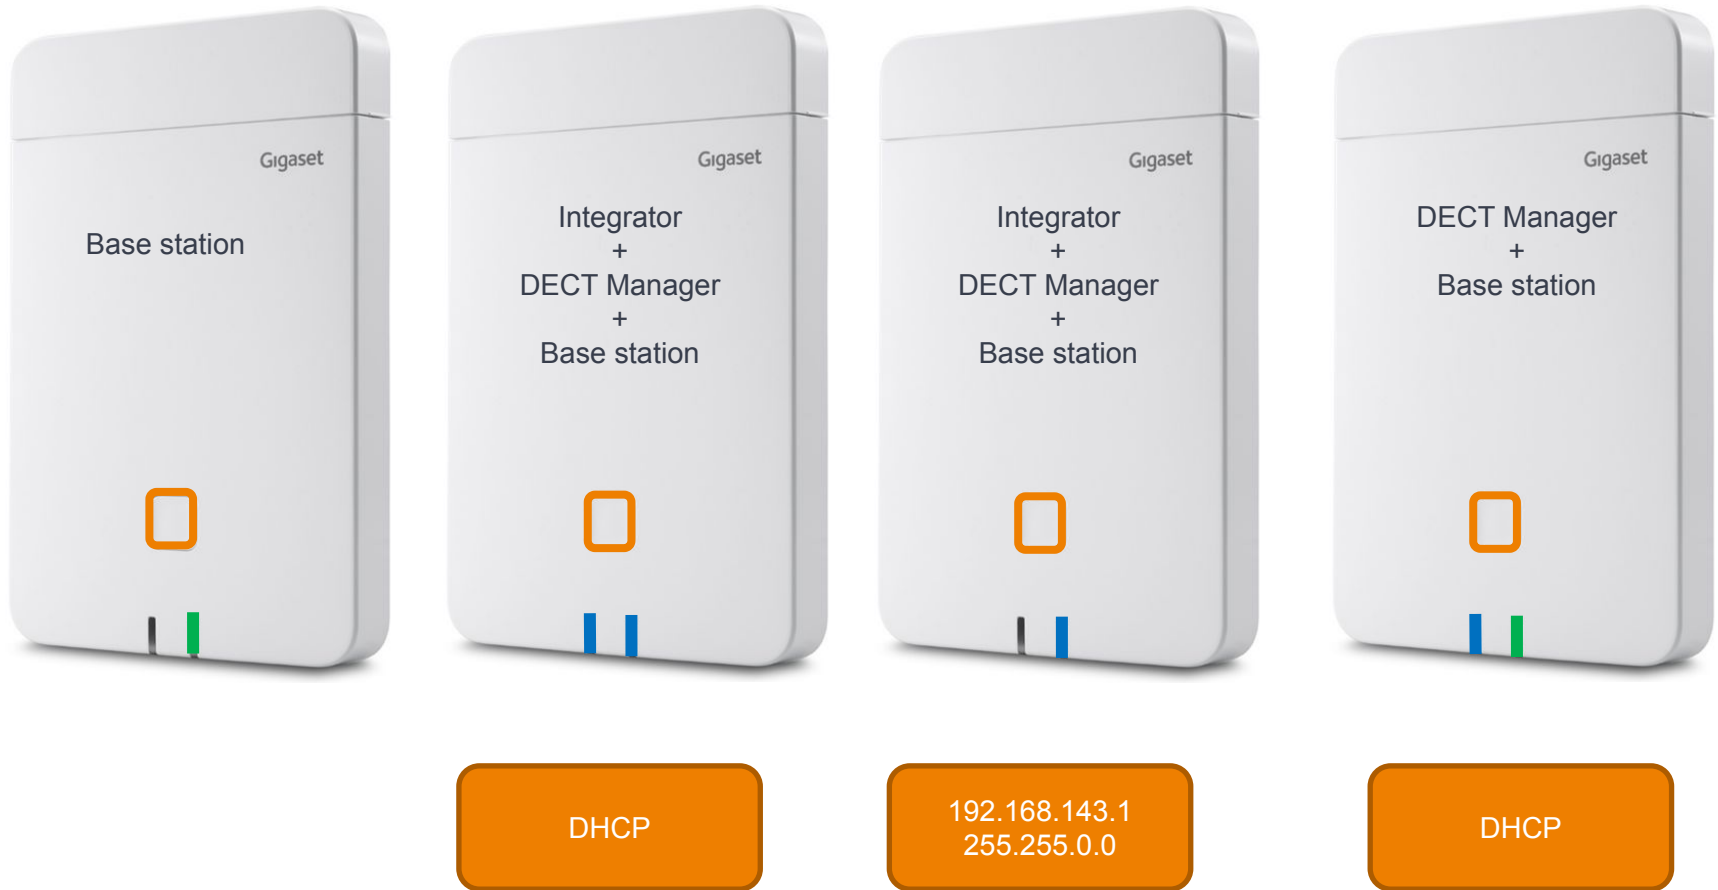 Gigaset
Base station
Gigaset
Integrator
+
DECT Manager
+
Base station
Gigaset
Integrator
+
DECT Manager
+
Base station
Gigaset
DECT Manager
+
Base station
DHCP
192.168.143.1
255.255.0.0
DHCP